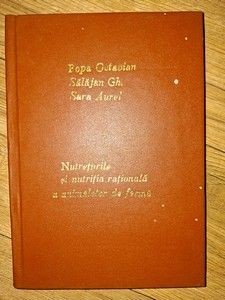 Popa Octavian
Sălăjan Gh.
Sara Aurel
Nutrețurile
și nutriția rațională
a animalelor de fermă